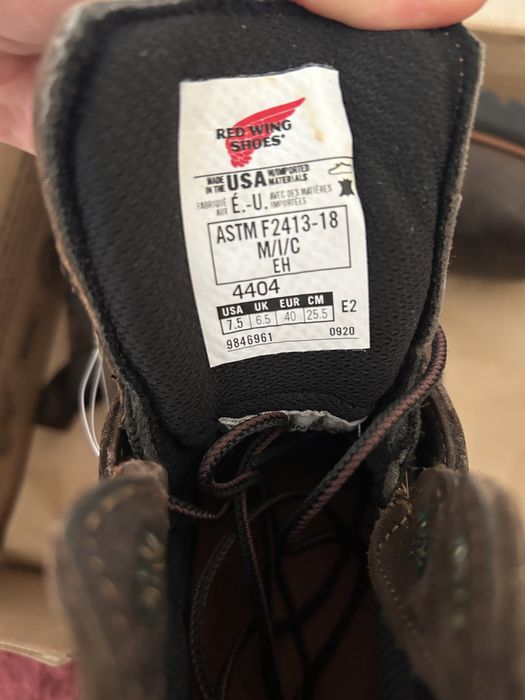 RED WING
SHOES®
MADE IN THE USA W/IMPORTED MATERIALS
FABRIQUÉ AUX É.-U. AVEC DES MATIÈRES IMPORTÉES
ASTM F2413-18
M/I/C
EH
4404
USA UK EUR CM
7.5 6.5 40 25.5 E2
9846961 0920